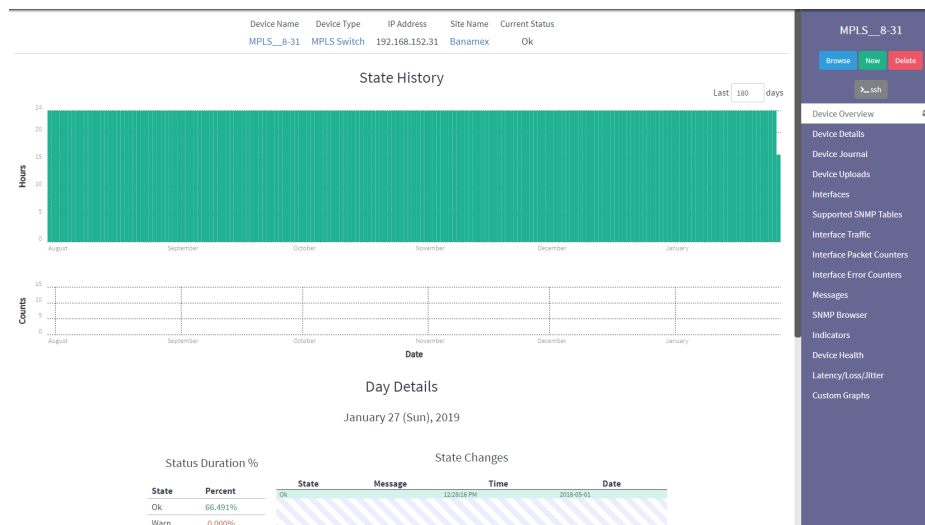 Device Name Device Type IP Address Site Name Current Status
MPLS__8-31 MPLS Switch 192.168.152.31 Banamex Ok
State History
Last 180 days
24
20
15
10
5
0
Hours
August September October November December January
15
10
5
0
Counts
August September October November December January
Date
Day Details
January 27 (Sun), 2019
Status Duration %
State Percent
Ok 66.491%
Warn 0.000%
State Changes
State Message Time Date
Ok 12:28:16 PM 2018-05-01
MPLS__8-31
Browse New Delete
>_ ssh
Device Overview
Device Details
Device Journal
Device Uploads
Interfaces
Supported SNMP Tables
Interface Traffic
Interface Packet Counters
Interface Error Counters
Messages
SNMP Browser
Indicators
Device Health
Latency/Loss/Jitter
Custom Graphs